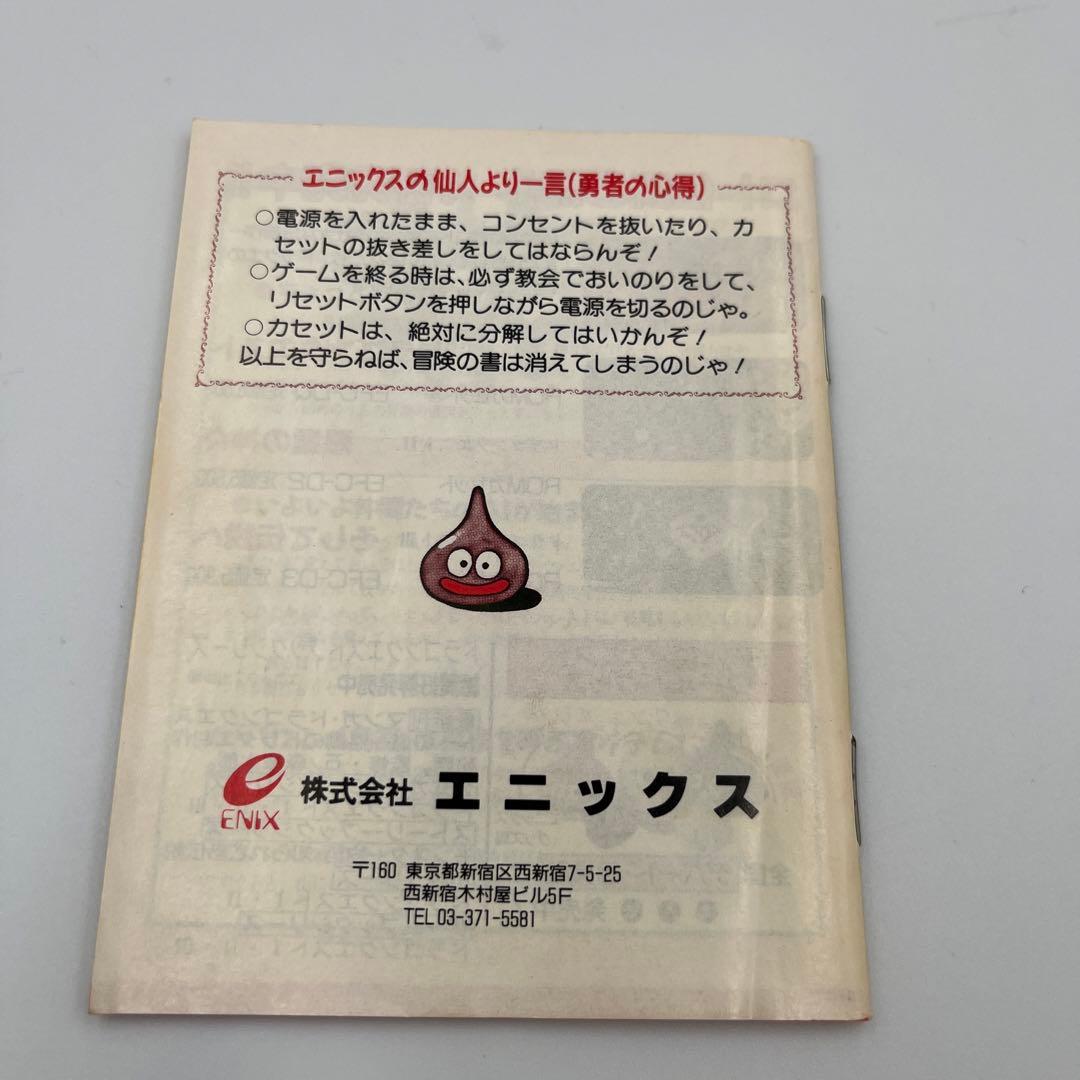 エニックスの仙人より一言(勇者の心得)
○電源を入れたまま、コンセントを抜いたり、カ
セットの抜き差しをしてはならんぞ!
○ゲームを終る時は、必ず教会でおいのりをして、
リセットボタンを押しながら電源を切るのじゃ。
○カセットは、絶対に分解してはいかんぞ!
以上を守らねば、冒険の書は消えてしまうのじゃ!
ENIX 株式会社 エニックス
〒160 東京都新宿区西新宿7-5-25
西新宿木村屋ビル5F
TEL 03-371-5581